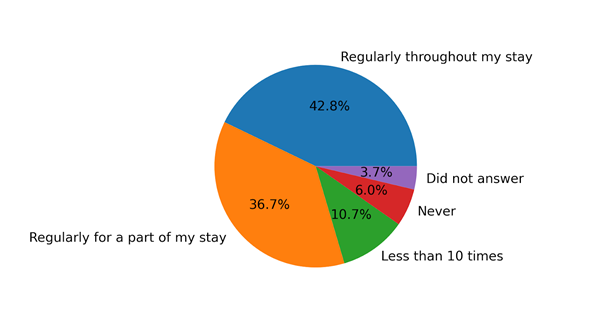 Regularly throughout my stay
42.8%
3.7%
Did not answer
6.0%
36.7%
Never
10.7%
Regularly for a part of my stay
Less than 10 times